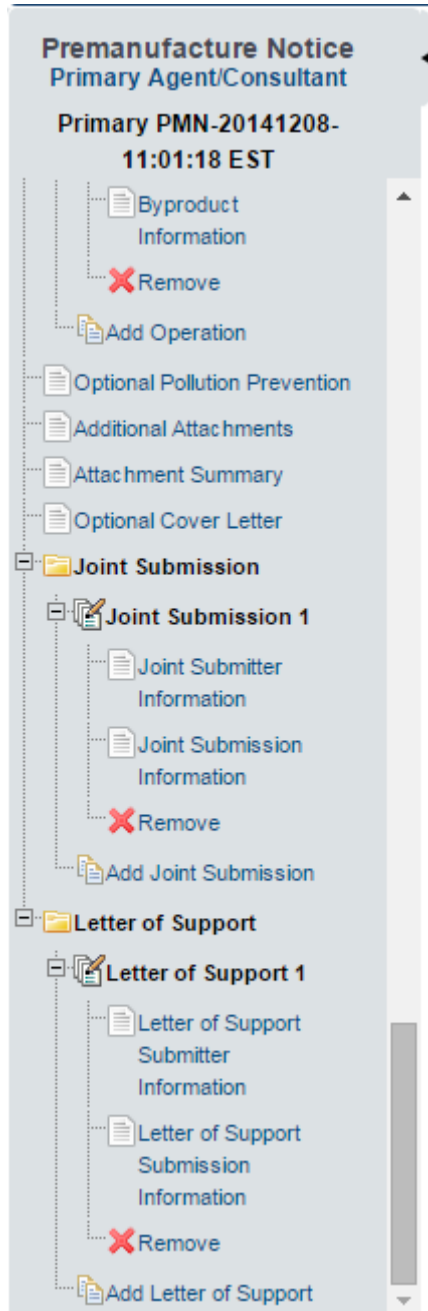 Premanufacture Notice
Primary Agent/Consultant
Primary PMN-20141208-
11:01:18 EST
Byproduct
Information
Remove
Add Operation
Optional Pollution Prevention
Additional Attachments
Attachment Summary
Optional Cover Letter
Joint Submission
Joint Submission 1
Joint Submitter
Information
Joint Submission
Information
Remove
Add Joint Submission
Letter of Support
Letter of Support 1
Letter of Support
Submitter
Information
Letter of Support
Submission
Information
Remove
Add Letter of Support